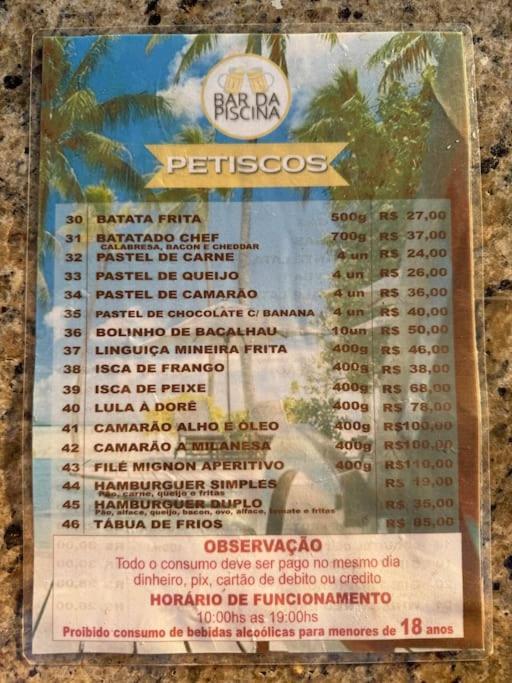 BAR DA
PISCINA
PETISCOS
30 BATATA FRITA 500g R$ 27,00
31 BATATADO CHEF 700g R$ 37,00
CALABRESA, BACON E CHEDDAR
32 PASTEL DE CARNE 4 un R$ 24,00
33 PASTEL DE QUEIJO 4 un R$ 26,00
34 PASTEL DE CAMARÃO 4 un R$ 36,00
35 PASTEL DE CHOCOLATE C/ BANANA 4 un R$ 40,00
36 BOLINHO DE BACALHAU 10un R$ 50,00
37 LINGUIÇA MINEIRA FRITA 400g R$ 46,00
38 ISCA DE FRANGO 400g R$ 38,00
39 ISCA DE PEIXE 400g R$ 68,00
40 LULA À DORÊ 400g R$ 78,00
41 CAMARÃO ALHO E OLEO 400g R$100,00
42 CAMARÃO A MILANESA 400g R$100,00
43 FILÉ MIGNON APERITIVO 400g R$110,00
44 HAMBURGUER SIMPLES R$ 19,00
Pão, carne, queijo e fritas
45 HAMBURGUER DUPLO R$ 35,00
Pão, alface, queijo, bacon, ovo, alface, tomate e fritas
46 TÁBUA DE FRIOS R$ 85,00
OBSERVAÇÃO
Todo o consumo deve ser pago no mesmo dia
dinheiro, pix, cartão de debito ou credito
HORÁRIO DE FUNCIONAMENTO
10:00hs as 19:00hs
Proibido consumo de bebidas alcoólicas para menores de 18 anos